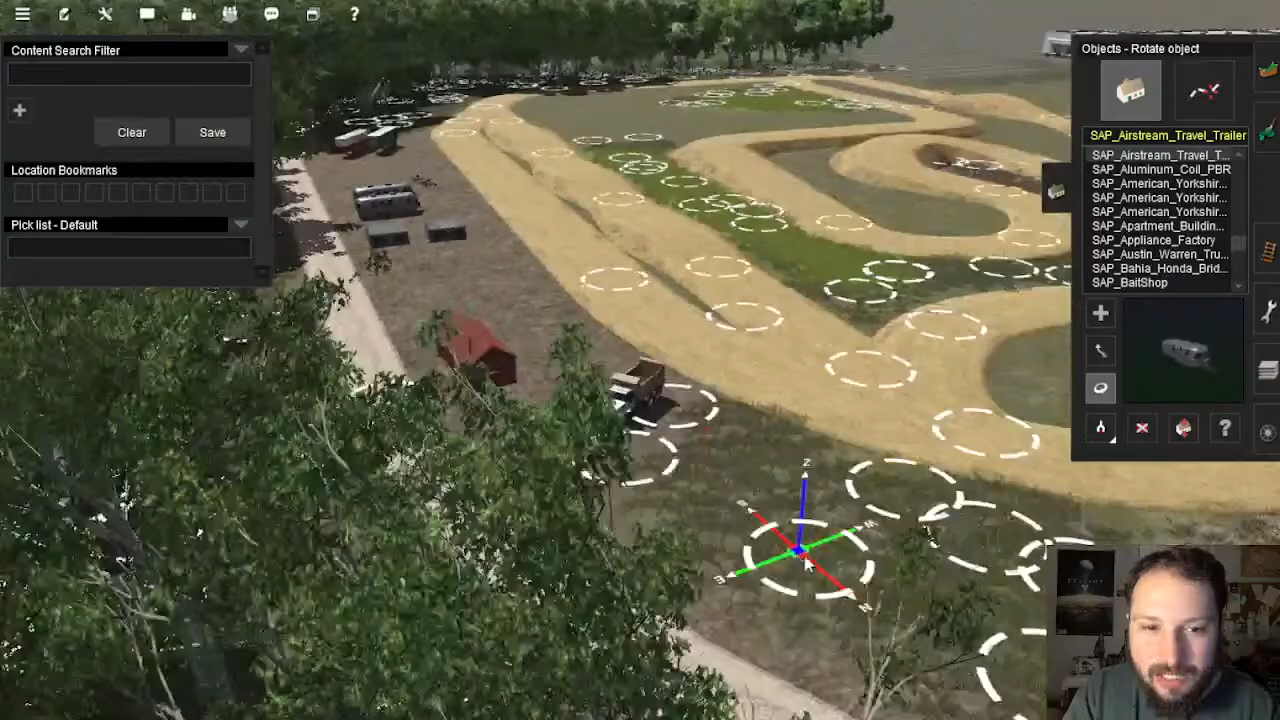 ?
Content Search Filter
Clear
Save
Location Bookmarks
Pick list - Default
Objects - Rotate object
SAP_Airstream_Travel_Trailer
SAP_Airstream_Travel_T...
SAP_Aluminum_Coil_PBR
SAP_American_Yorkshir...
SAP_American_Yorkshir...
SAP_American_Yorkshir...
SAP_Apartment_Buildin...
SAP_Appliance_Factory
SAP_Austin_Warren_Tru...
SAP_Bahia_Honda_Brid...
SAP_BaitShop
?
Z